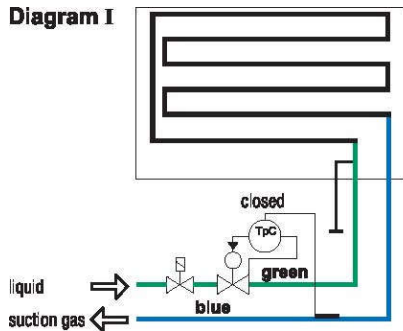 Diagram I
closed
TpC
green
liquid
blue
suction gas